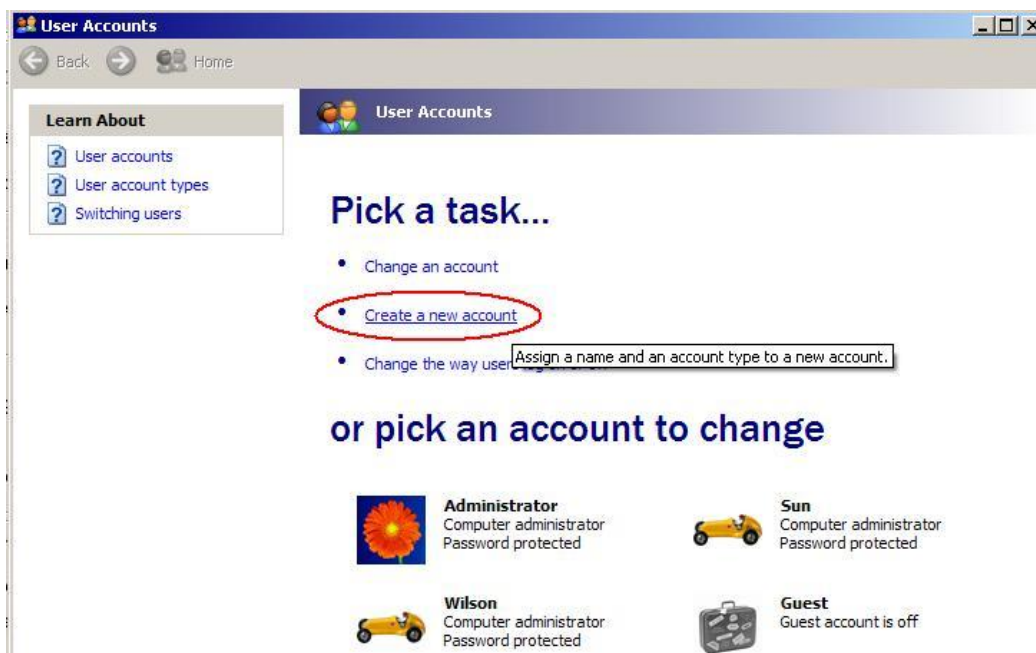 User Accounts
Back
Home
Learn About
User accounts
User account types
Switching users
User Accounts
Pick a task...
Change an account
Create a new account
Assign a name and an account type to a new account.
Change the way users
or pick an account to change
Administrator
Computer administrator
Password protected
Sun
Computer administrator
Password protected
Wilson
Computer administrator
Password protected
Guest
Guest account is off